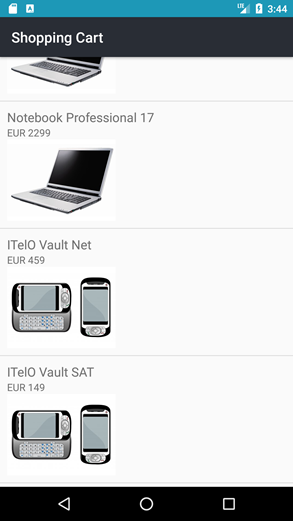 LTE 3:44
Shopping Cart
Notebook Professional 17
EUR 2299
ITelO Vault Net
EUR 459
ITelO Vault SAT
EUR 149